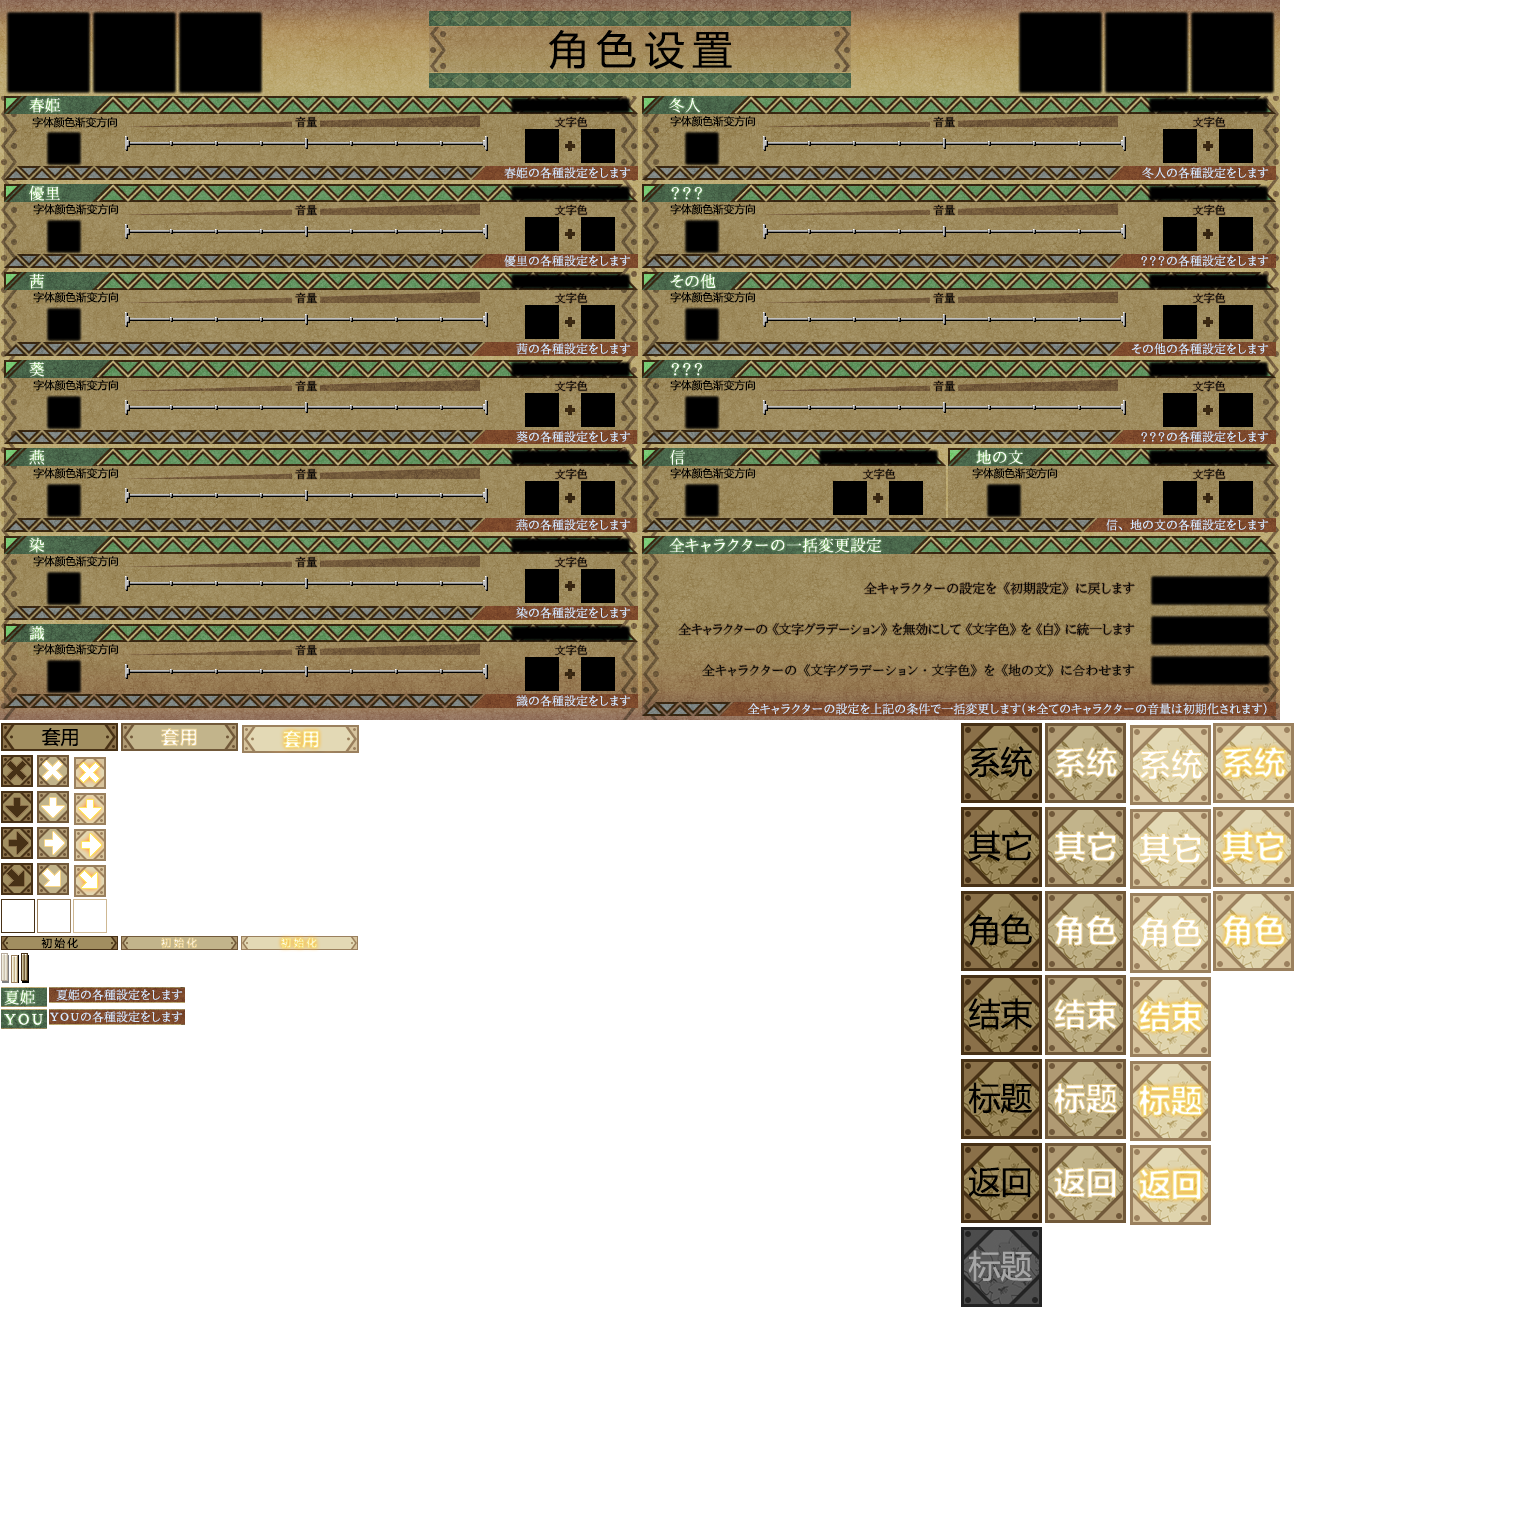 角色设置
春姫
字体颜色渐变方向 音量 文字色
春姫の各種設定をします
優里
字体颜色渐变方向 音量 文字色
優里の各種設定をします
茜
字体颜色渐变方向 音量 文字色
茜の各種設定をします
葵
字体颜色渐变方向 音量 文字色
葵の各種設定をします
燕
字体颜色渐变方向 音量 文字色
燕の各種設定をします
染
字体颜色渐变方向 音量 文字色
染の各種設定をします
識
字体颜色渐变方向 音量 文字色
識の各種設定をします
冬人
字体颜色渐变方向 音量 文字色
冬人の各種設定をします
???
字体颜色渐变方向 音量 文字色
???の各種設定をします
その他
字体颜色渐变方向 音量 文字色
その他の各種設定をします
???
字体颜色渐变方向 音量 文字色
???の各種設定をします
信 地の文
字体颜色渐变方向 文字色 字体颜色渐变方向 文字色
信、地の文の各種設定をします
全キャラクターの一括変更設定
全キャラクターの設定を《初期設定》に戻します
全キャラクターの《文字グラデーション》を無効にして《文字色》を《白》に統一します
全キャラクターの《文字グラデーション・文字色》を《地の文》に合わせます
全キャラクターの設定を上記の条件で一括変更します(＊全てのキャラクターの音量は初期化されます)
套用 套用 套用
初始化 初始化 初始化
夏姫 夏姫の各種設定をします
YOU YOUの各種設定をします
系统 系统 系统 系统
其它 其它 其它 其它
角色 角色 角色 角色
结束 结束 结束
标题 标题 标题
返回 返回 返回
标题